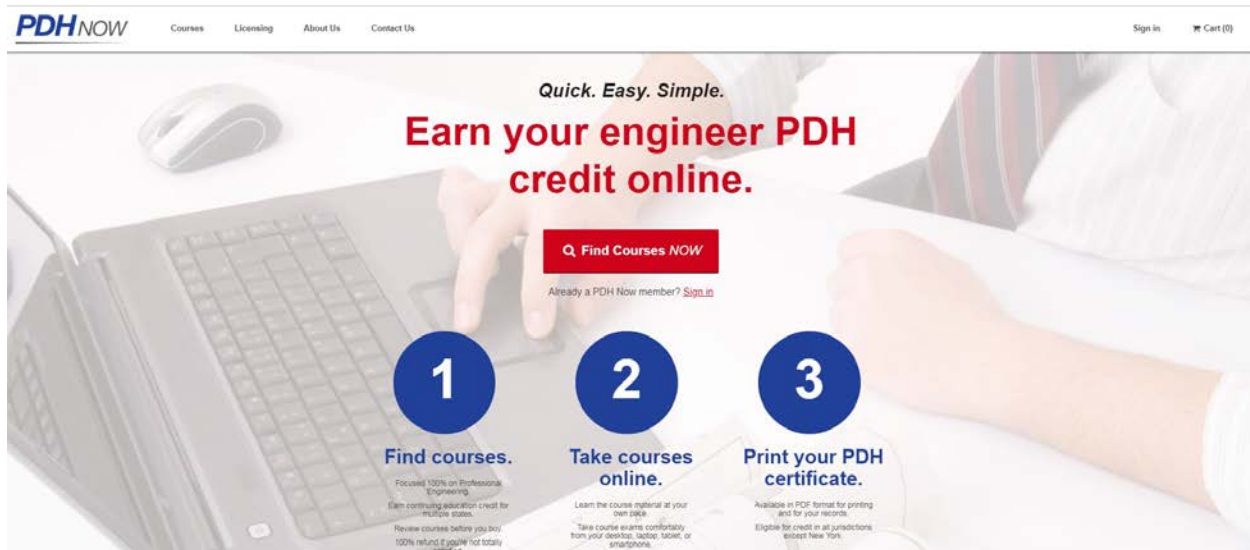 PDH NOW
Courses
Licensing
About Us
Contact Us
Sign in
Cart (0)
Quick. Easy. Simple.
Earn your engineer PDH
credit online.
Find Courses NOW
Already a PDH Now member? Sign in
1
Find courses.
Focused 100% on Professional
Engineering.
Earn continuing education credit for
multiple states.
Review courses before you buy.
100% refund if you're not totally
2
Take courses
online.
Learn the course material at your
own pace.
Take course exams comfortably
from your desktop, laptop, tablet, or
smartphone.
3
Print your PDH
certificate.
Available in PDF format for printing
and for your records.
Eligible for credit in all jurisdictions
except New York.